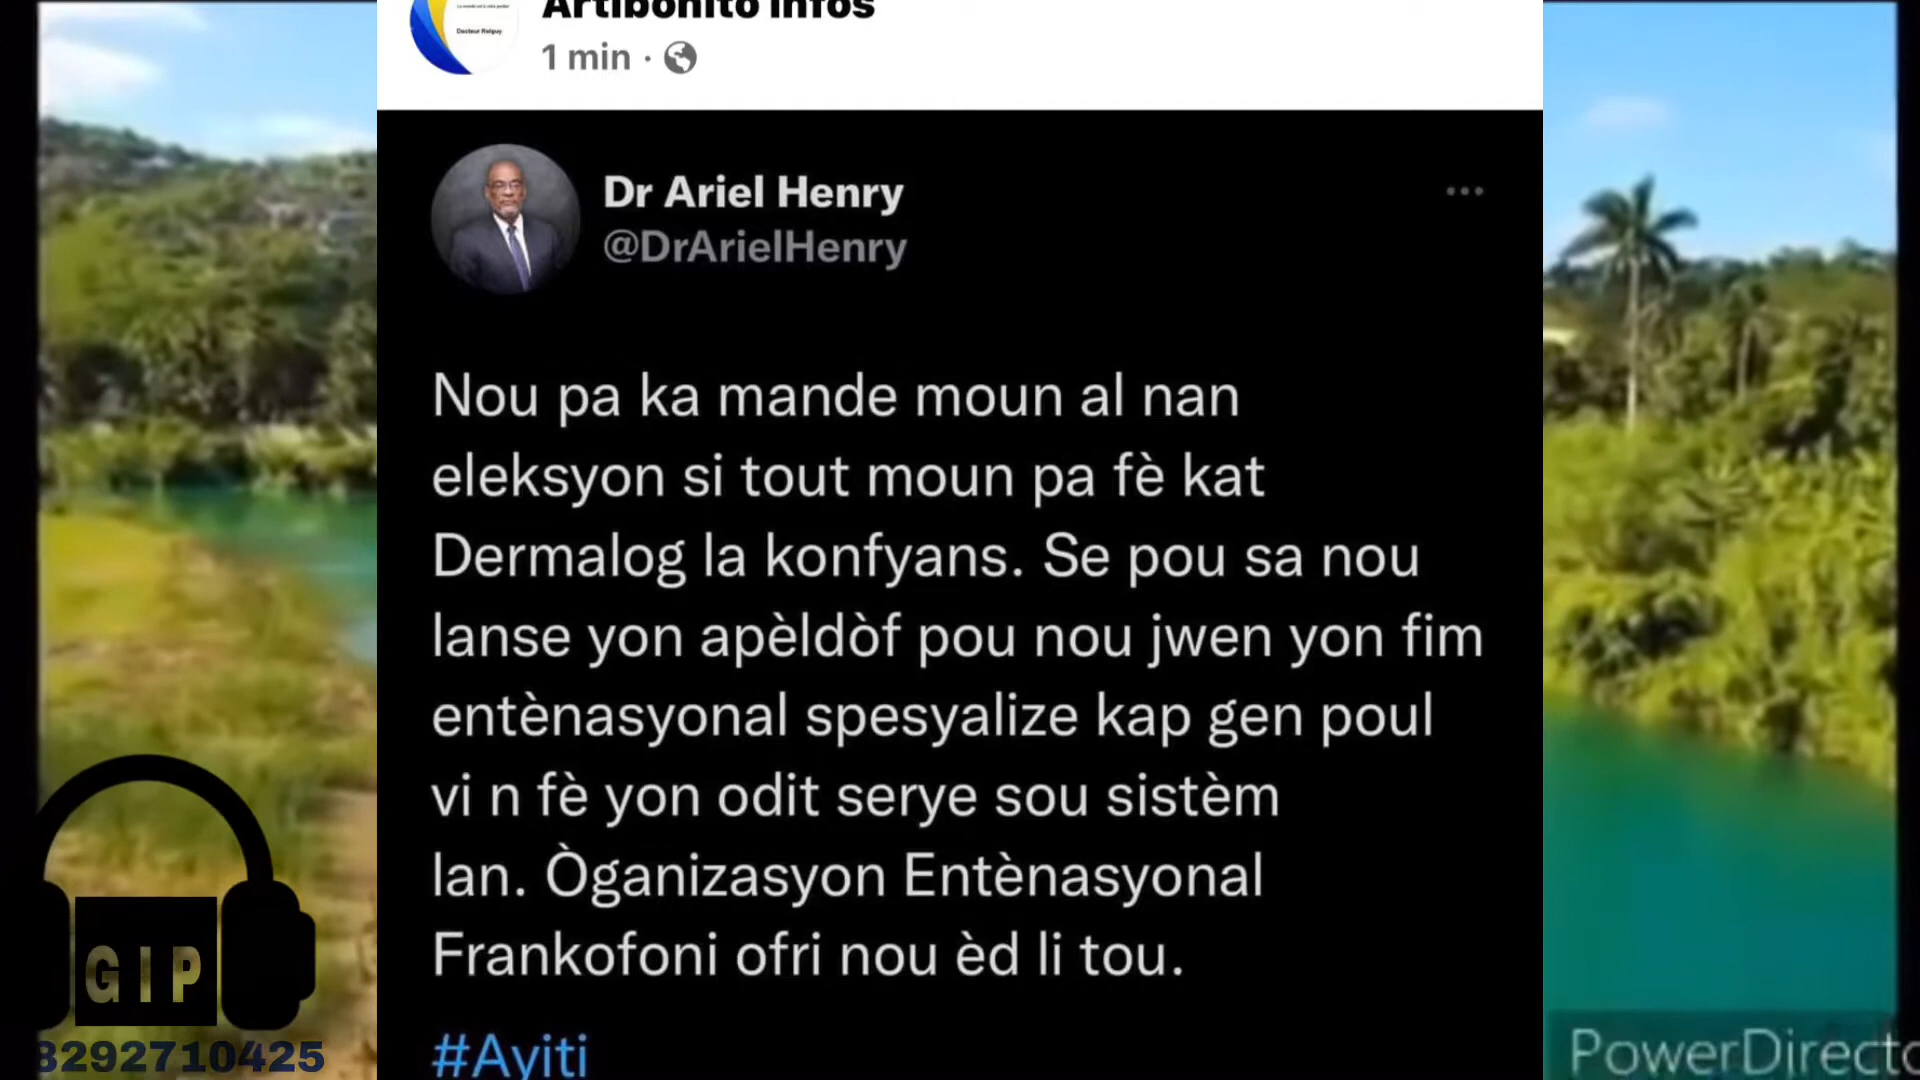 Artibonito Infos
Docteur Relguy
1 min ·
Dr Ariel Henry
@DrArielHenry
Nou pa ka mande moun al nan
eleksyon si tout moun pa fè kat
Dermalog la konfyans. Se pou sa nou
lanse yon apèldòf pou nou jwen yon fim
entènasyonal spesyalize kap gen poul
vi n fè yon odit serye sou sistèm
lan. Òganizasyon Entènasyonal
Frankofoni ofri nou èd li tou.
#Ayiti
GIP
8292710425
PowerDirecto